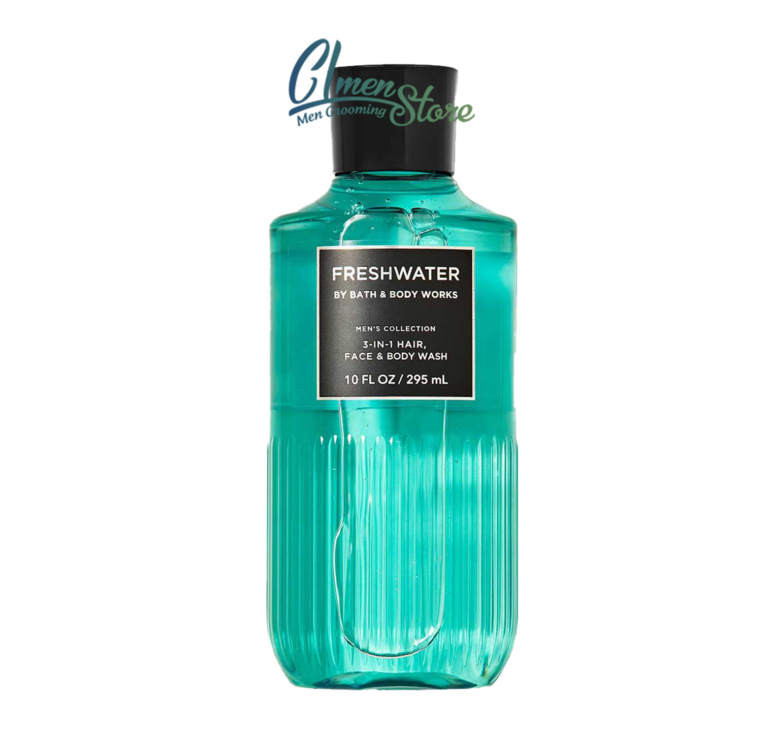 CImen
Store
Men Grooming
FRESHWATER
BY BATH & BODY WORKS
MEN'S COLLECTION
3-IN-1 HAIR,
FACE & BODY WASH
10 FL OZ / 295 mL